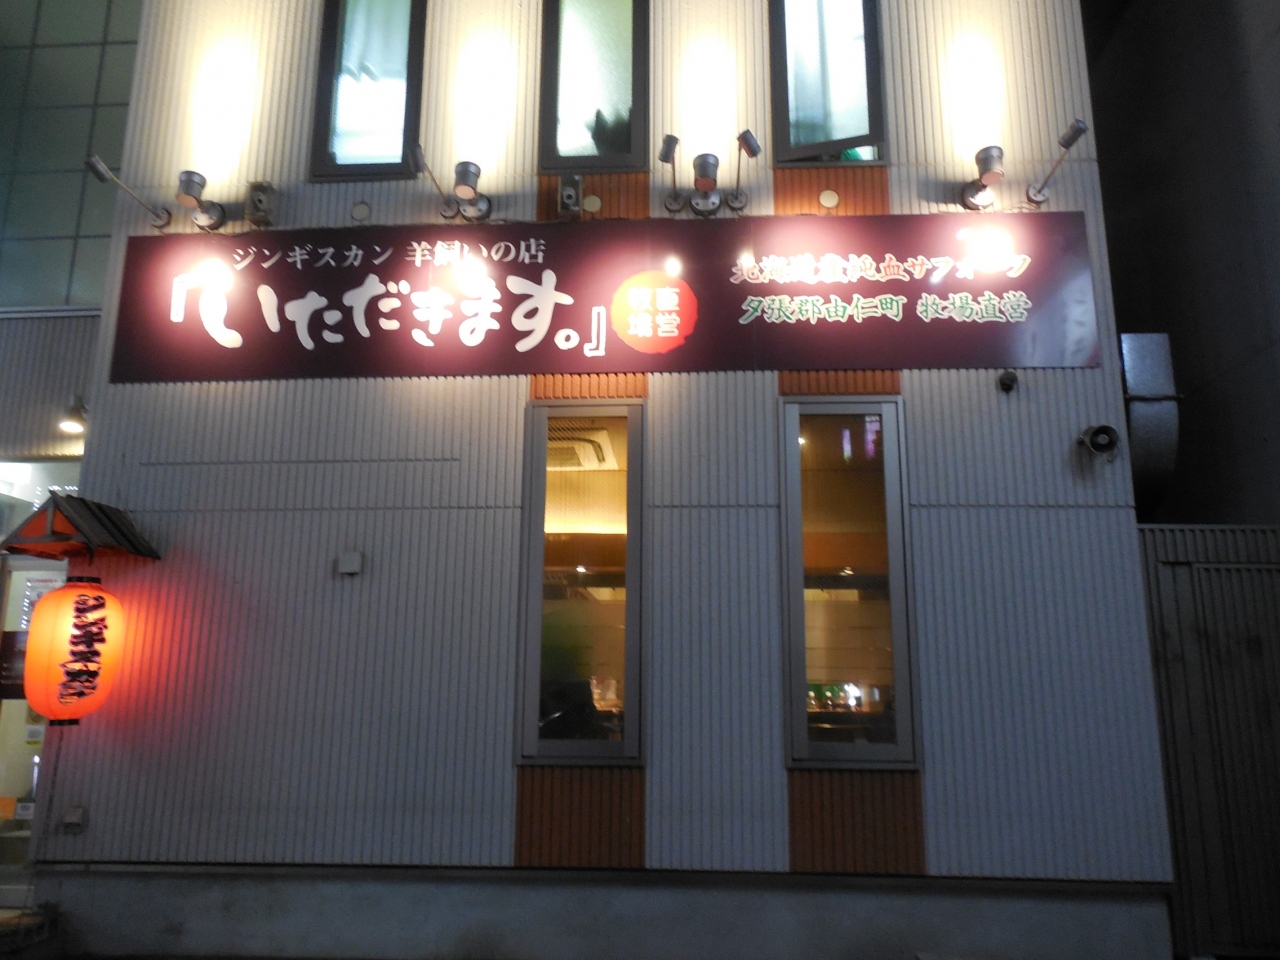 ジンギスカン 羊飼いの店
『いただきます。』
牧場
直営
北海道産純血サフォーク
夕張郡由仁町 牧場直営